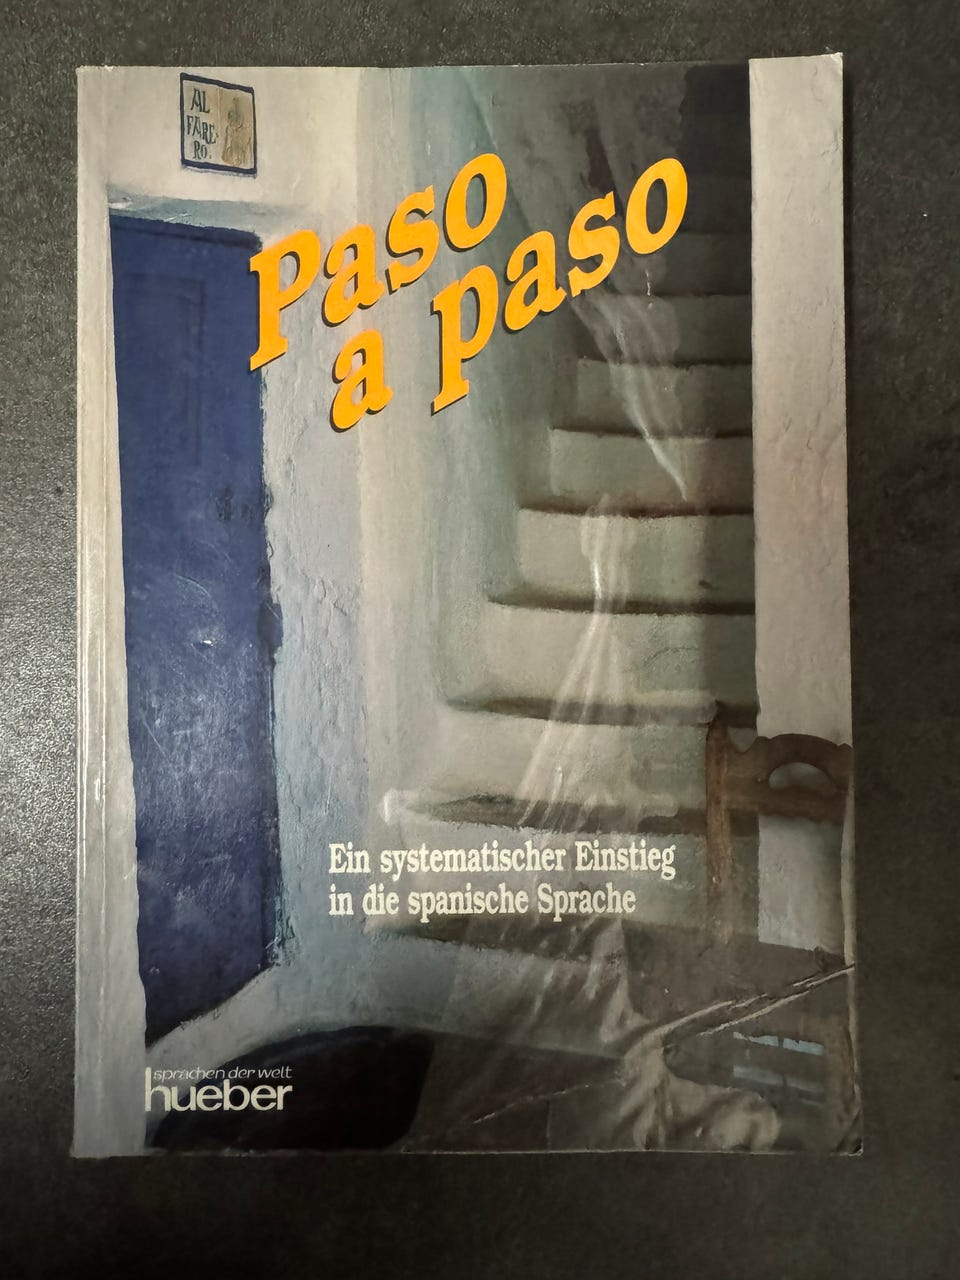 AL
FARE
RO.
Paso
a paso
Ein systematischer Einstieg
in die spanische Sprache
sprachen der welt
hueber